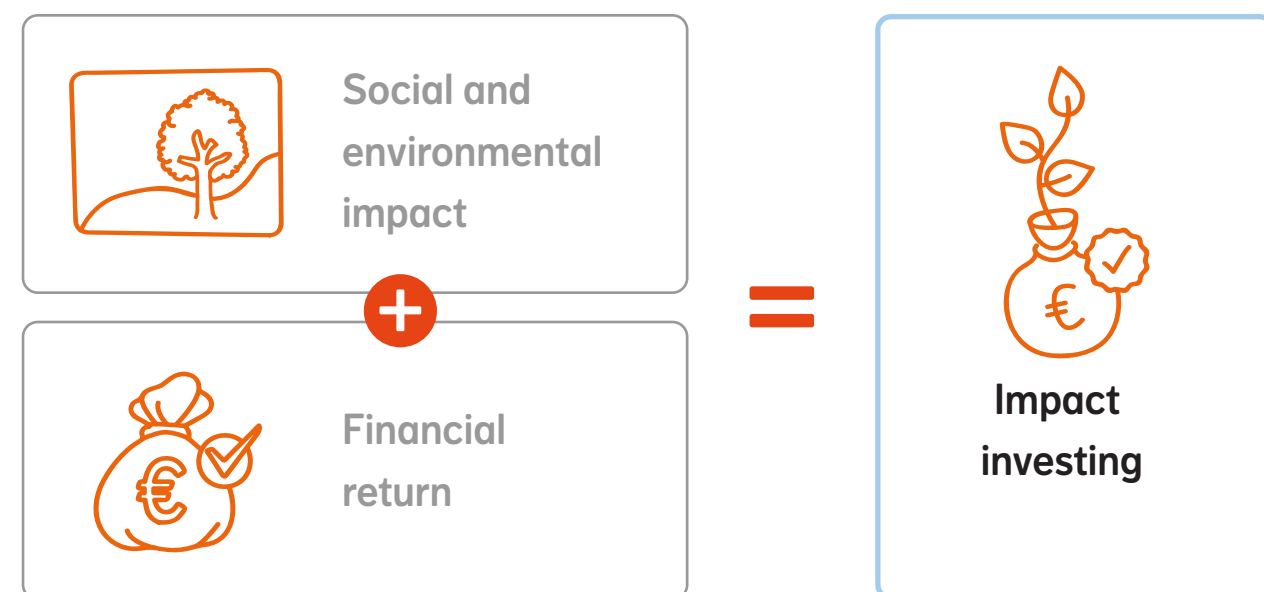 Social and
environmental
impact
+
Financial
return
=
€
€
Impact
investing